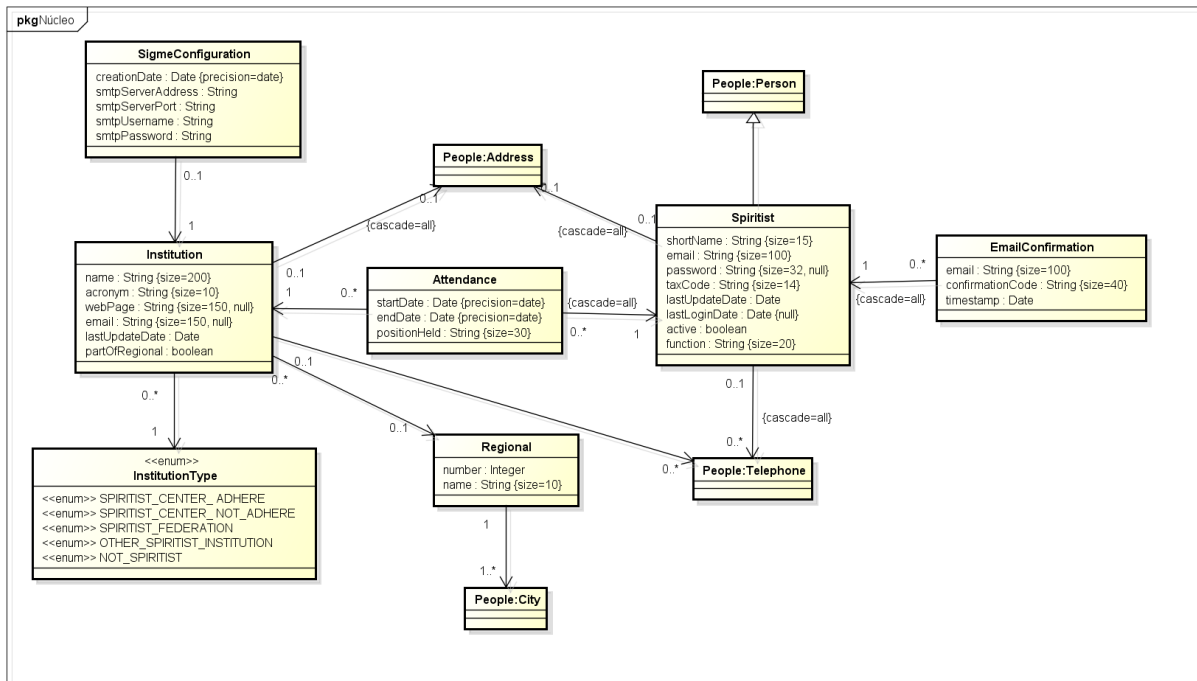 pkg Núcleo
SigmeConfiguration
creationDate : Date {precision=date}
smtpServerAddress : String
smtpServerPort : String
smtpUsername : String
smtpPassword : String
0..1
1
People:Person
People:Address
0..1
{cascade=all}
0..1
0..1
{cascade=all}
0..1
Institution
name : String {size=200}
acronym : String {size=10}
webPage : String {size=150, null}
email : String {size=150, null}
lastUpdateDate : Date
partOfRegional : boolean
1
0..*
Attendance
startDate : Date {precision=date}
endDate : Date {precision=date}
positionHeld : String {size=30}
{cascade=all}
0..*
1
Spiritist
shortName : String {size=15}
email : String {size=100}
password : String {size=32, null}
taxCode : String {size=14}
lastUpdateDate : Date
lastLoginDate : Date {null}
active : boolean
function : String {size=20}
1
0..*
{cascade=all}
EmailConfirmation
email : String {size=100}
confirmationCode : String {size=40}
timestamp : Date
0..*
1
0..1
0..*
0..1
0..*
0..1
{cascade=all}
0..*
<<enum>>
InstitutionType
<<enum>> SPIRITIST_CENTER_ ADHERE
<<enum>> SPIRITIST_CENTER_ NOT_ADHERE
<<enum>> SPIRITIST_FEDERATION
<<enum>> OTHER_SPIRITIST_INSTITUTION
<<enum>> NOT_SPIRITIST
Regional
number : Integer
name : String {size=10}
1
1..*
People:Telephone
People:City